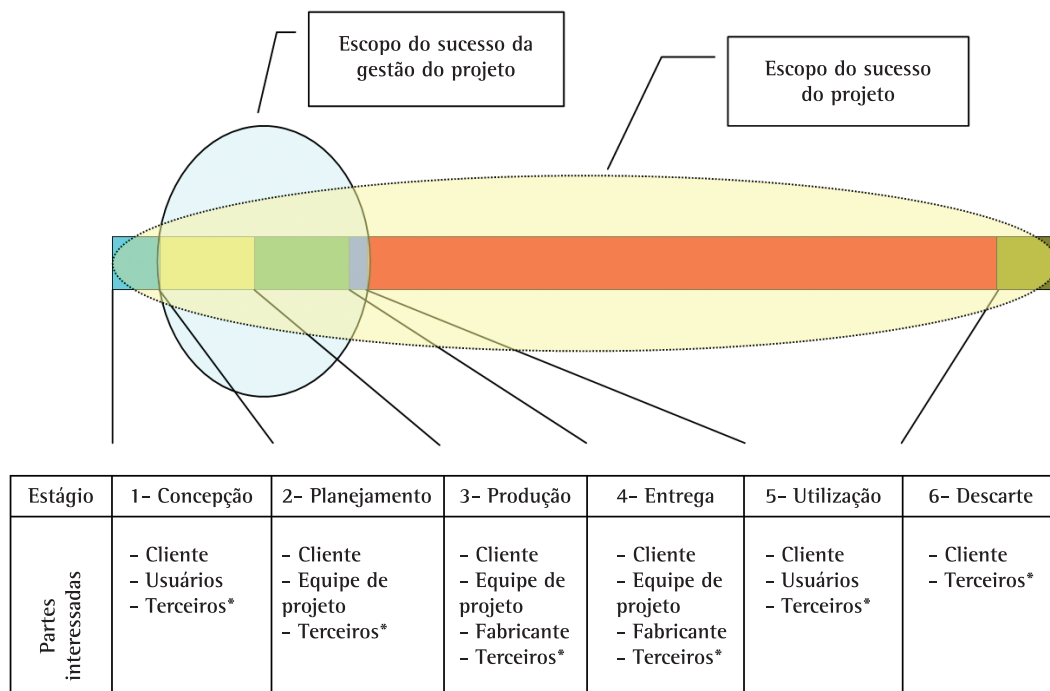 Escopo do sucesso da
gestão do projeto
Escopo do sucesso
do projeto
Estágio
1- Concepção
2- Planejamento
3- Produção
4- Entrega
5- Utilização
6- Descarte
Partes
interessadas
- Cliente
- Usuários
- Terceiros*
- Cliente
- Equipe de
projeto
- Terceiros*
- Cliente
- Equipe de
projeto
- Fabricante
- Terceiros*
- Cliente
- Equipe de
projeto
- Fabricante
- Terceiros*
- Cliente
- Usuários
- Terceiros*
- Cliente
- Terceiros*